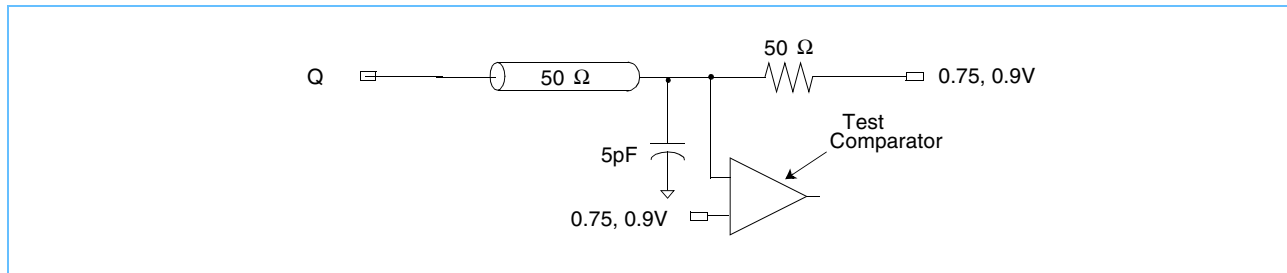 50 Ω
Q
50 Ω
0.75, 0.9V
Test
Comparator
5pF
0.75, 0.9V